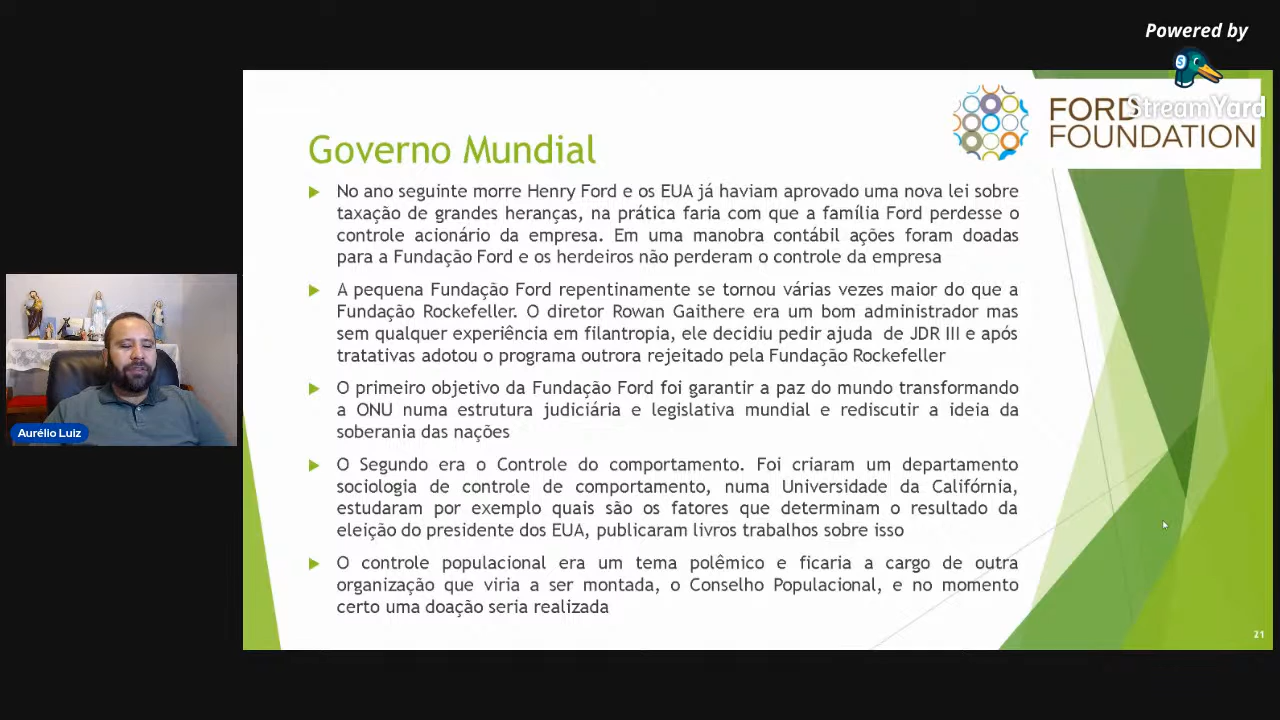 Powered by
StreamYard
FORD
FOUNDATION
Governo Mundial
No ano seguinte morre Henry Ford e os EUA já haviam aprovado uma nova lei sobre
taxação de grandes heranças, na prática faria com que a família Ford perdesse o
controle acionário da empresa. Em uma manobra contábil ações foram doadas
para a Fundação Ford e os herdeiros não perderam o controle da empresa
A pequena Fundação Ford repentinamente se tornou várias vezes maior do que a
Fundação Rockefeller. O diretor Rowan Gaithere era um bom administrador mas
sem qualquer experiência em filantropia, ele decidiu pedir ajuda de JDR III e após
tratativas adotou o programa outrora rejeitado pela Fundação Rockefeller
O primeiro objetivo da Fundação Ford foi garantir a paz do mundo transformando
a ONU numa estrutura judiciária e legislativa mundial e rediscutir a ideia da
soberania das nações
O Segundo era o Controle do comportamento. Foi criaram um departamento
sociologia de controle de comportamento, numa Universidade da Califórnia,
estudaram por exemplo quais são os fatores que determinam o resultado da
eleição do presidente dos EUA, publicaram livros trabalhos sobre isso
O controle populacional era um tema polêmico e ficaria a cargo de outra
organização que viria a ser montada, o Conselho Populacional, e no momento
certo uma doação seria realizada
Aurélio Luiz
21